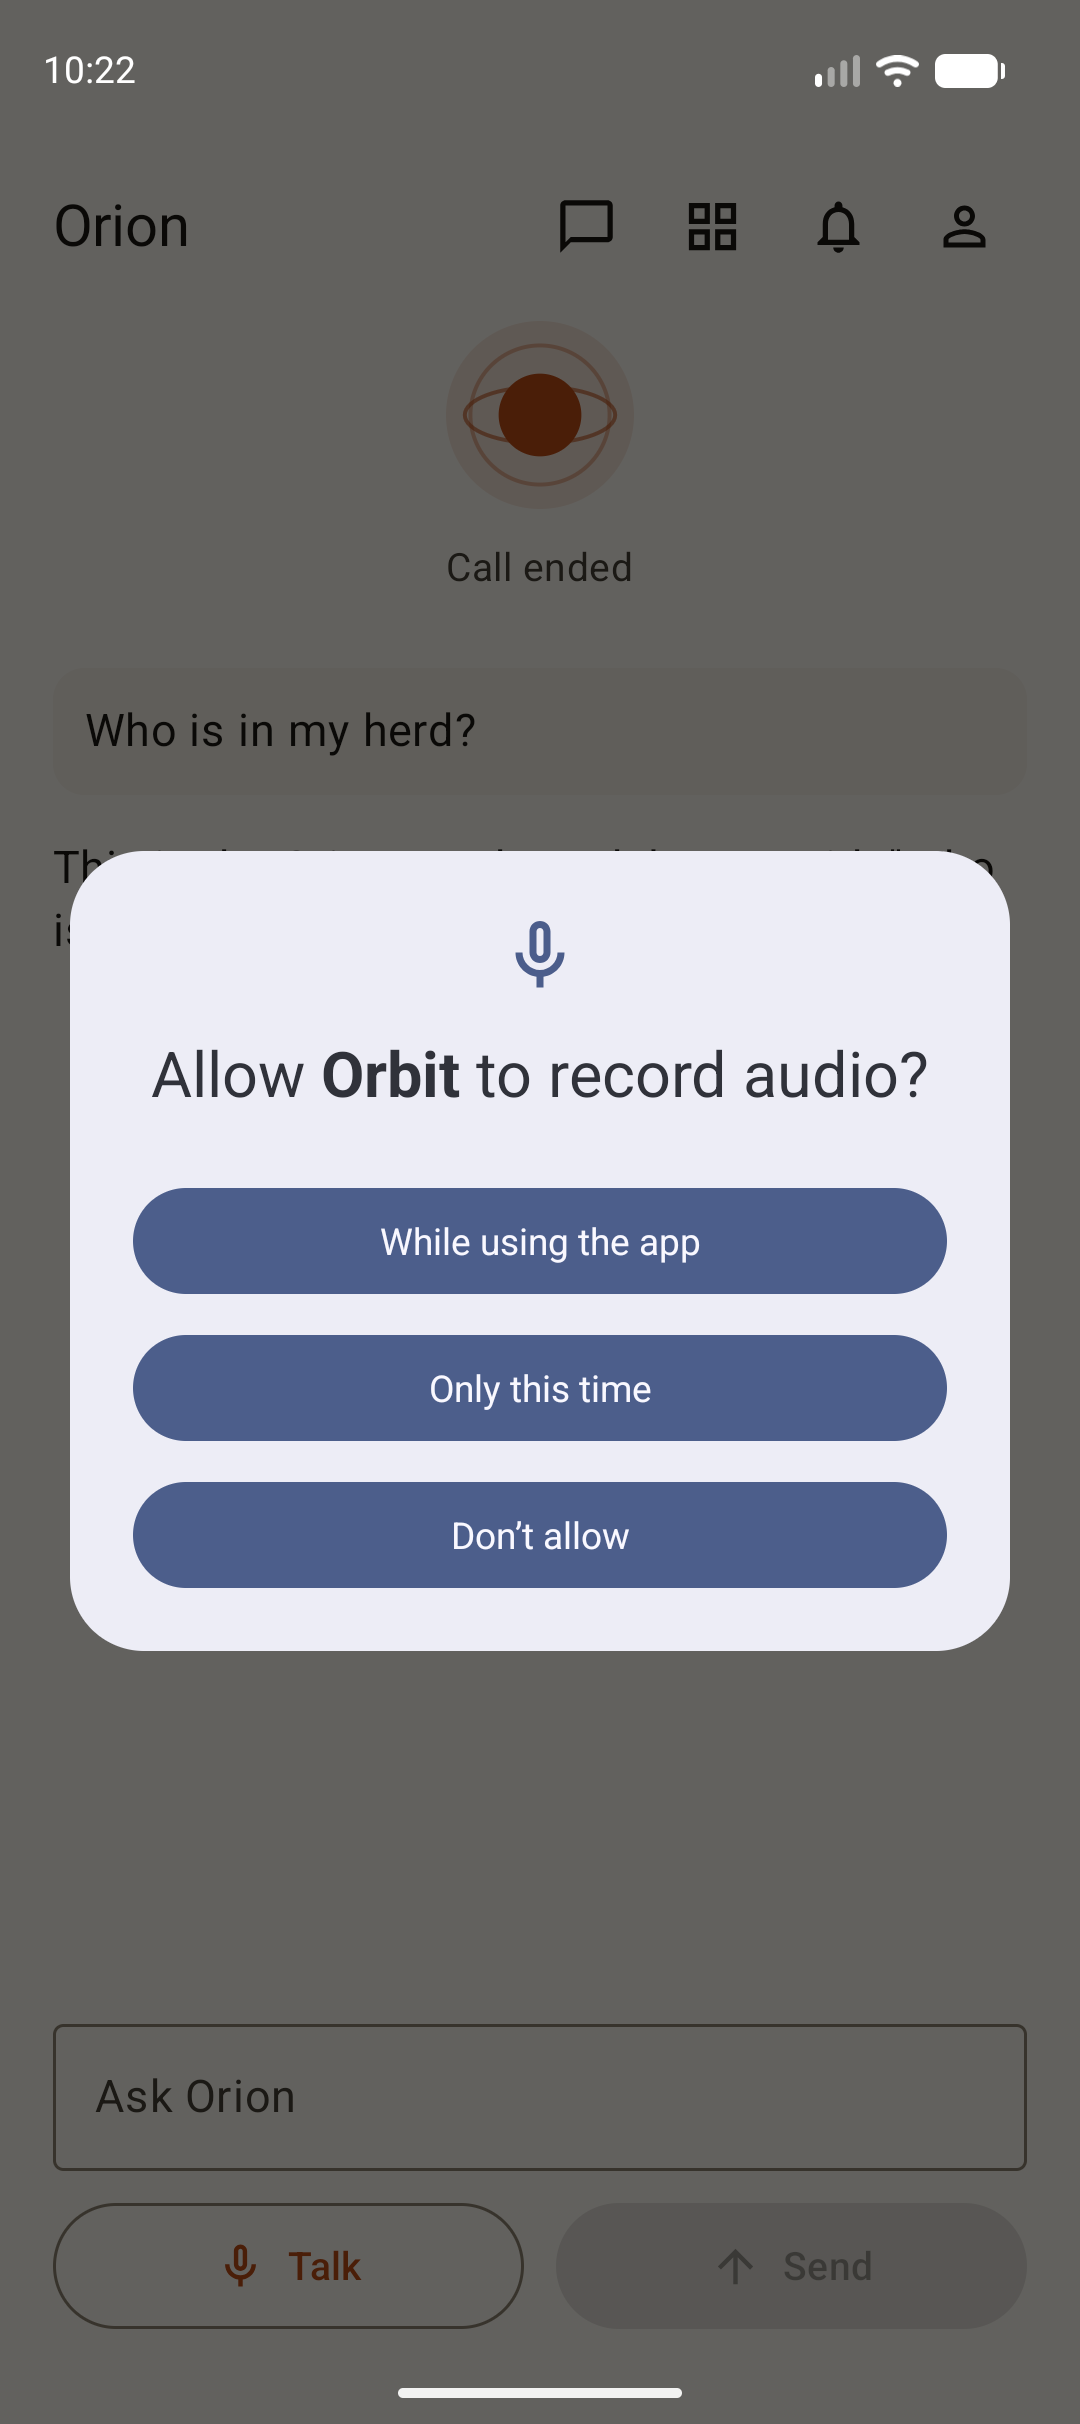 10:22
Orion
Call ended
Who is in my herd?
Allow Orbit to record audio?
While using the app
Only this time
Don’t allow
Ask Orion
Talk
Send